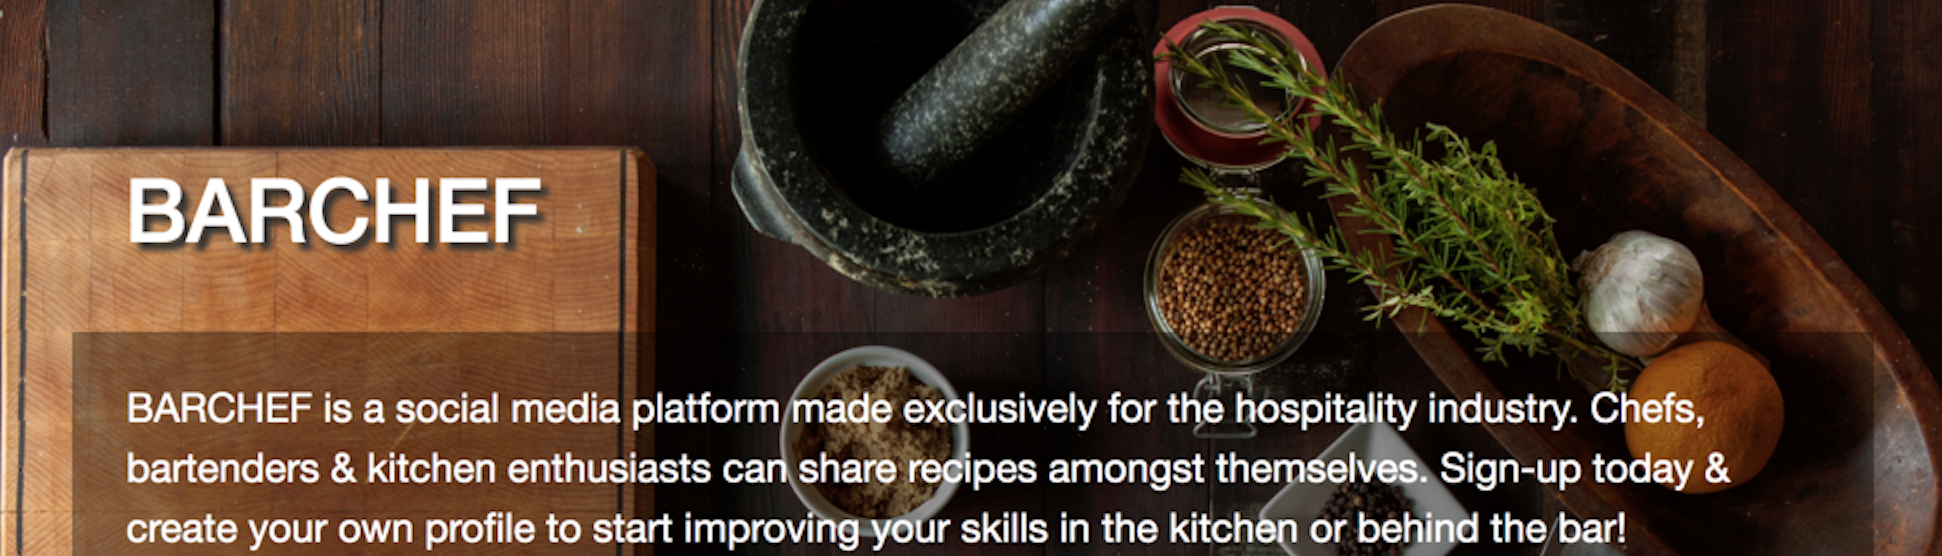 BARCHEF
BARCHEF is a social media platform made exclusively for the hospitality industry. Chefs,
bartenders & kitchen enthusiasts can share recipes amongst themselves. Sign-up today &
create your own profile to start improving your skills in the kitchen or behind the bar!